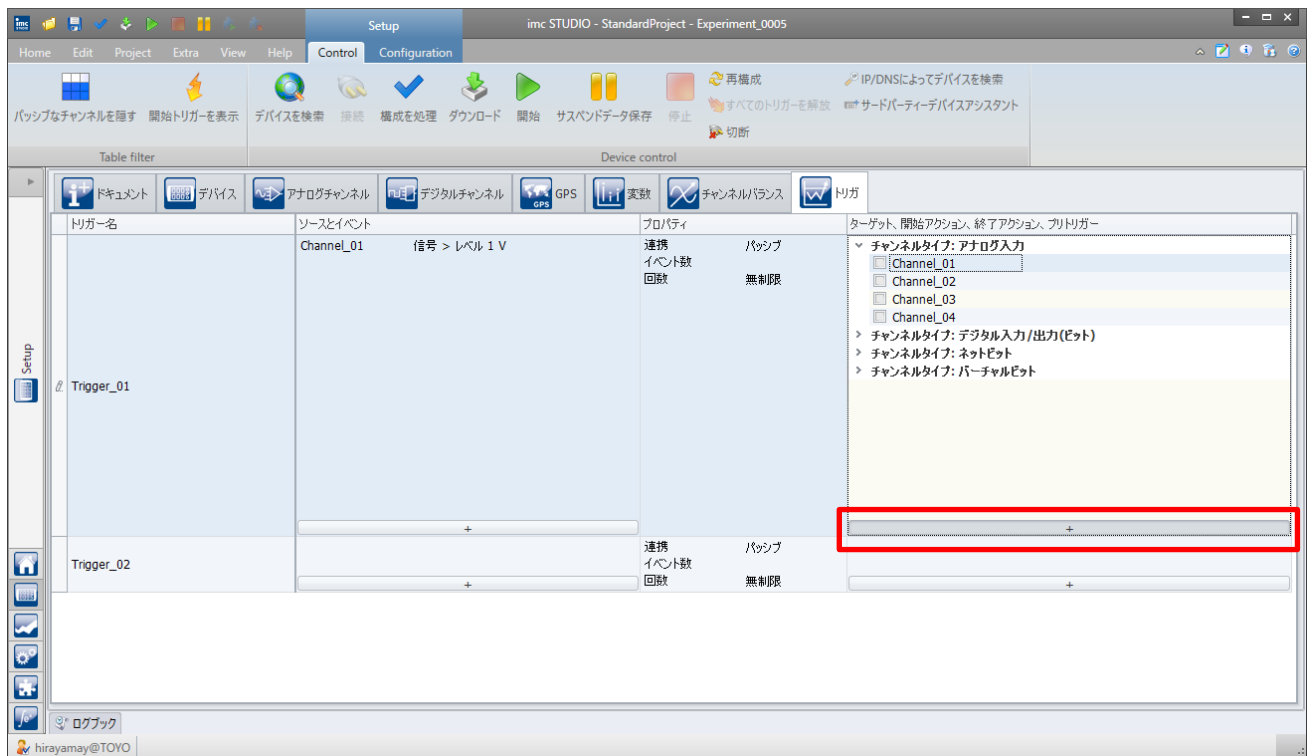 imc STUDIO
Setup
imc STUDIO - StandardProject - Experiment_0005
Home Edit Project Extra View Help Control Configuration
パッシブなチャンネルを隠す 開始トリガーを表示
デバイスを検索 接続 構成を処理 ダウンロード 開始 サスペンドデータ保存 停止
再構成
すべてのトリガーを解放
切断
IP/DNSによってデバイスを検索
サードパーティーデバイスアシスタント
Table filter
Device control
ドキュメント デバイス アナログチャンネル デジタルチャンネル GPS GPS 変数 チャンネルバランス トリガ
トリガー名 ソースとイベント プロパティ ターゲット、開始アクション、終了アクション、プリトリガー
Trigger_01
Channel_01 信号 > レベル 1 V
+
連携 パッシブ
イベント数
回数 無制限
チャンネルタイプ: アナログ入力
Channel_01
Channel_02
Channel_03
Channel_04
チャンネルタイプ: デジタル入力/出力(ビット)
チャンネルタイプ: ネットビット
チャンネルタイプ: バーチャルビット
+
Trigger_02
+
連携 パッシブ
イベント数
回数 無制限
+
Setup
ログブック
hirayamay@TOYO